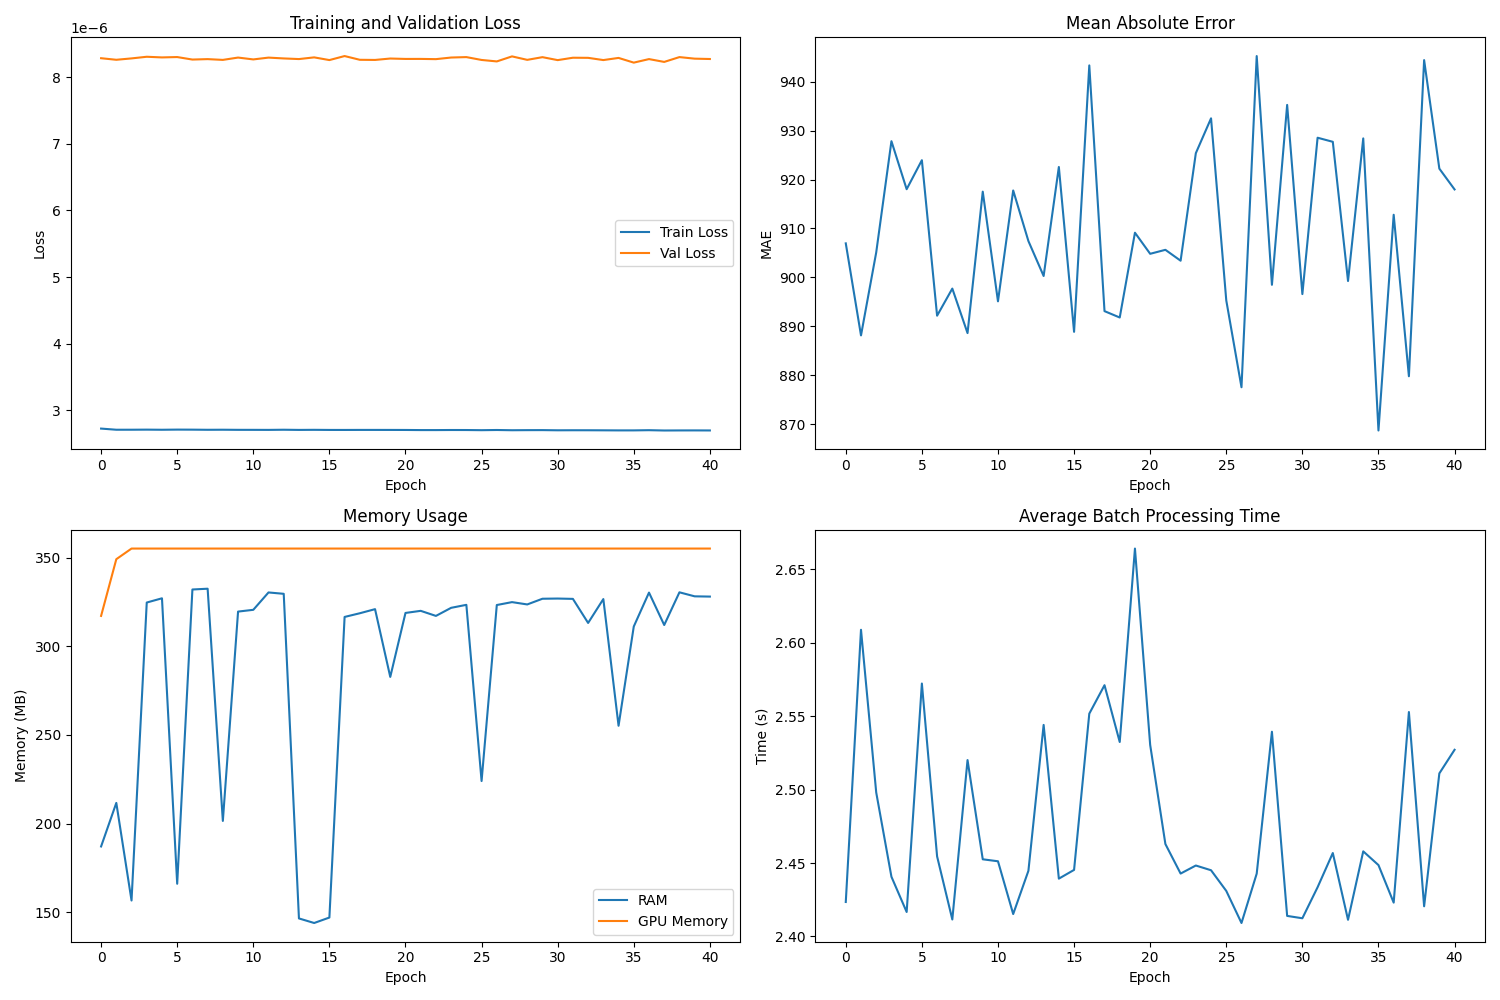 Training and Validation Loss
1e−6
8
7
6
5
4
3
Loss
Train Loss
Val Loss
0 5 10 15 20 25 30 35 40
Epoch
Mean Absolute Error
940
930
920
910
900
890
880
870
MAE
0 5 10 15 20 25 30 35 40
Epoch
Memory Usage
350
300
250
200
150
Memory (MB)
RAM
GPU Memory
0 5 10 15 20 25 30 35 40
Epoch
Average Batch Processing Time
2.65
2.60
2.55
2.50
2.45
2.40
Time (s)
0 5 10 15 20 25 30 35 40
Epoch